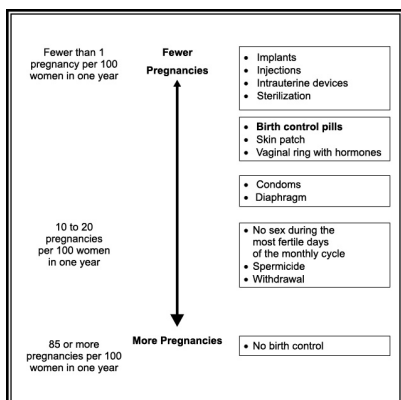 Fewer than 1
pregnancy per 100
women in one year
Fewer
Pregnancies
• Implants
• Injections
• Intrauterine devices
• Sterilization
• Birth control pills
• Skin patch
• Vaginal ring with hormones
• Condoms
• Diaphragm
10 to 20
pregnancies
per 100 women
in one year
• No sex during the
most fertile days
of the monthly cycle
• Spermicide
• Withdrawal
85 or more
pregnancies per 100
women in one year
More Pregnancies
• No birth control